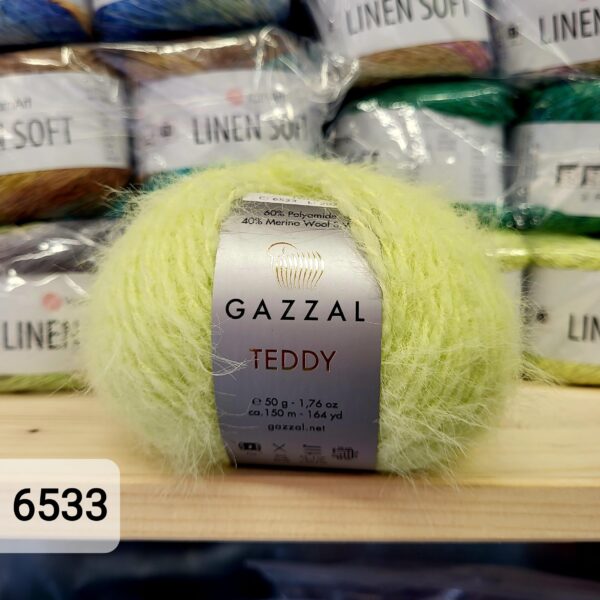 LINEN SOFT
LINEN
N SOFT
LINEN SOFT
C: 6533
60% Polyamide
40% Merino Wool S.W
GAZZAL
TEDDY
e 50 g - 1,76 oz
ca.150 m - 164 yd
gazzal.net
LINEN
LIN
6533